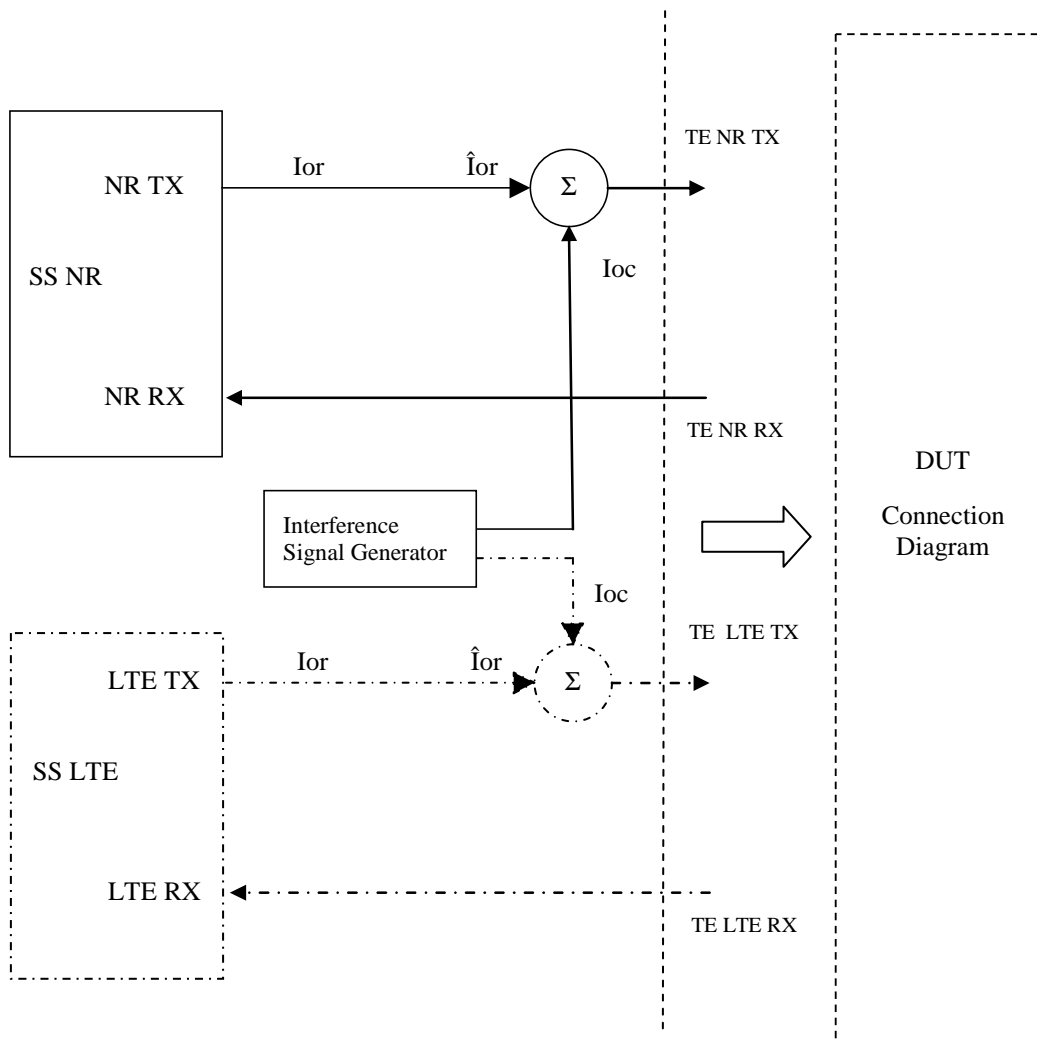 TE NR TX
Ior
Îor
NR TX
Σ
Ioc
SS NR
NR RX
TE NR RX
DUT
Connection
Diagram
Interference
Signal Generator
Ioc
TE LTE TX
Ior
Îor
LTE TX
Σ
SS LTE
LTE RX
TE LTE RX